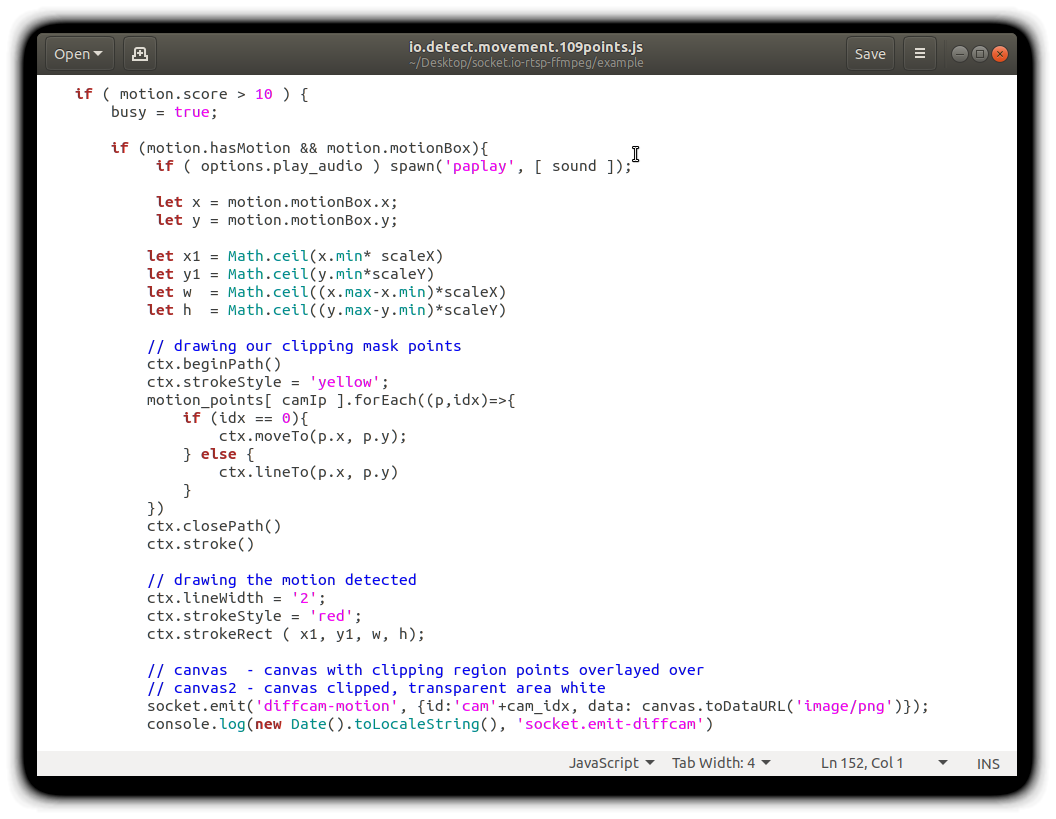 Open
io.detect.movement.109points.js
~/Desktop/socket.io-rtsp-ffmpeg/example
Save
if ( motion.score > 10 ) {
busy = true;
if (motion.hasMotion && motion.motionBox){
if ( options.play_audio ) spawn('paplay', [ sound ]);
let x = motion.motionBox.x;
let y = motion.motionBox.y;
let x1 = Math.ceil(x.min* scaleX)
let y1 = Math.ceil(y.min*scaleY)
let w  = Math.ceil((x.max-x.min)*scaleX)
let h  = Math.ceil((y.max-y.min)*scaleY)
// drawing our clipping mask points
ctx.beginPath()
ctx.strokeStyle = 'yellow';
motion_points[ camIp ].forEach((p,idx)=>{
if (idx == 0){
ctx.moveTo(p.x, p.y);
} else {
ctx.lineTo(p.x, p.y)
}
})
ctx.closePath()
ctx.stroke()
// drawing the motion detected
ctx.lineWidth = '2';
ctx.strokeStyle = 'red';
ctx.strokeRect ( x1, y1, w, h);
// canvas  - canvas with clipping region points overlayed over
// canvas2 - canvas clipped, transparent area white
socket.emit('diffcam-motion', {id:'cam'+cam_idx, data: canvas.toDataURL('image/png')});
console.log(new Date().toLocaleString(), 'socket.emit-diffcam')
JavaScript Tab Width: 4 Ln 152, Col 1 INS